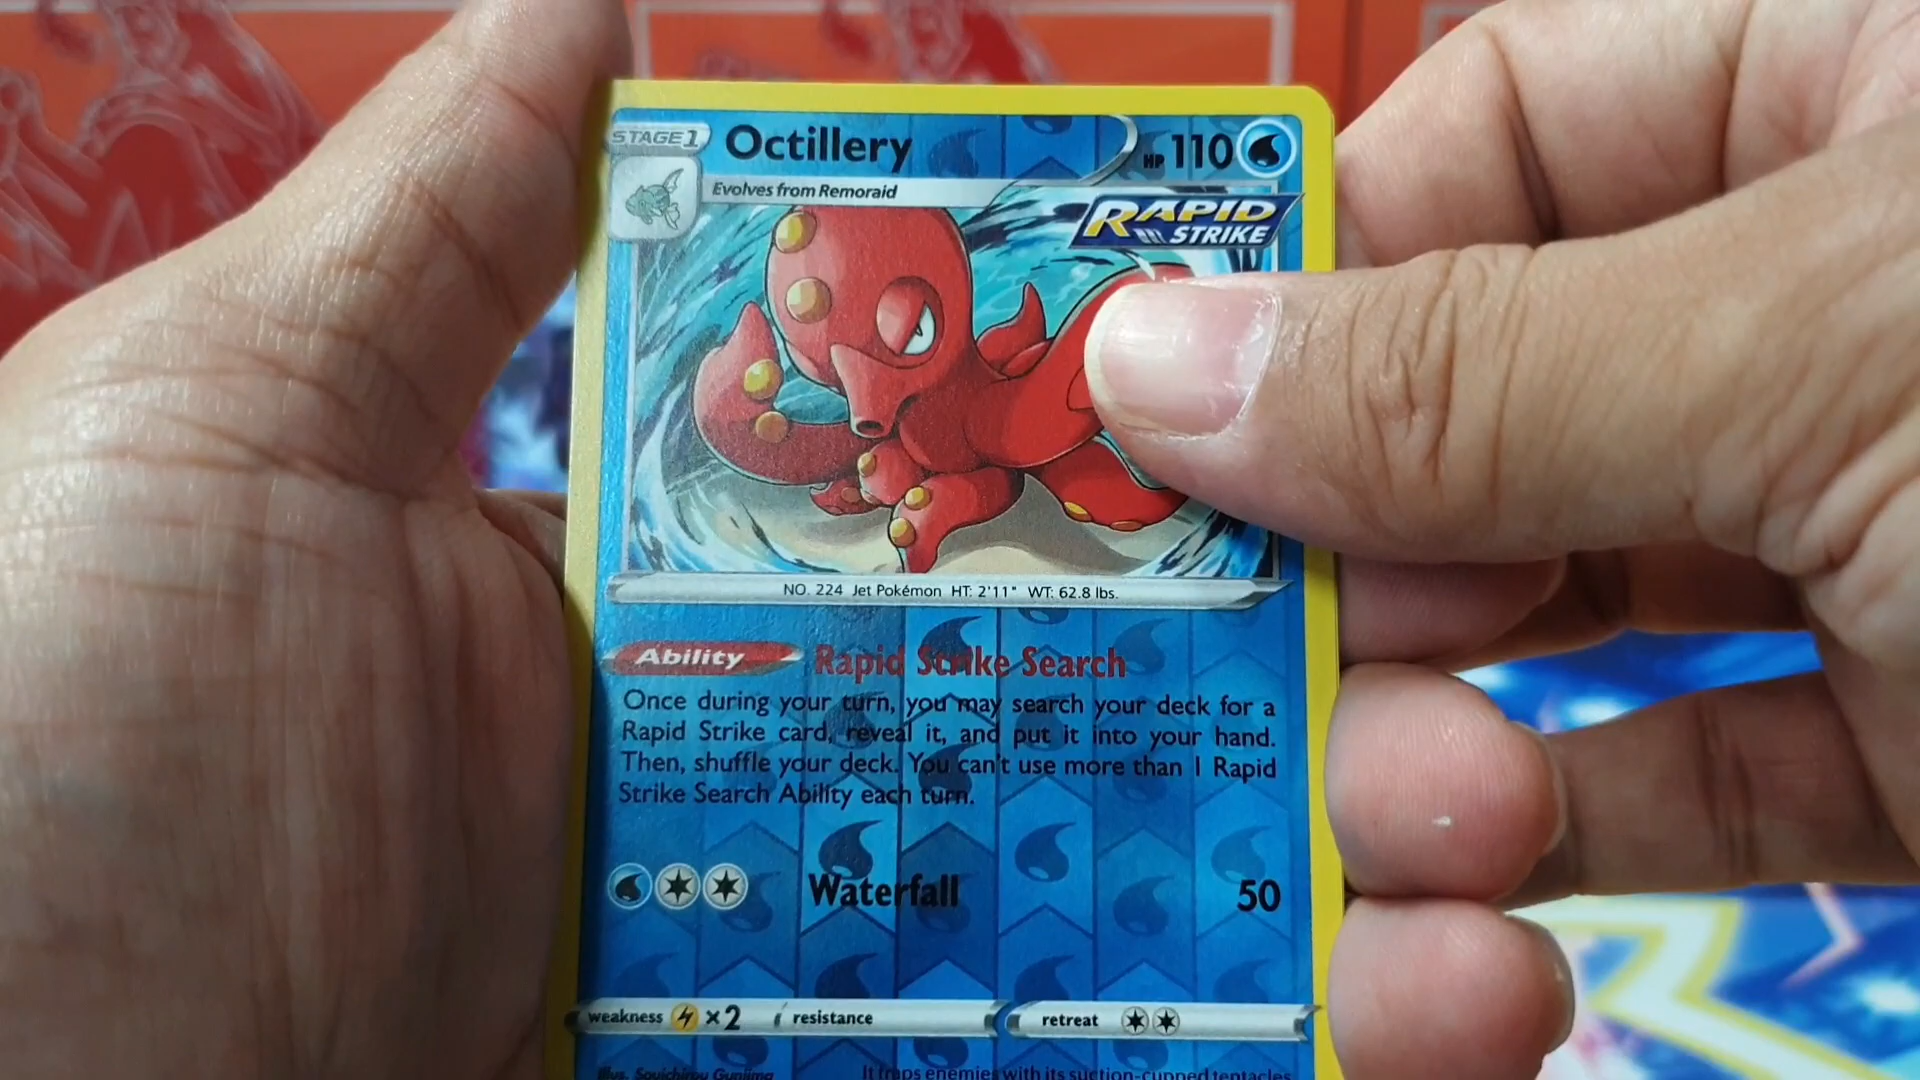 STAGE 1
Octillery
HP 110
Evolves from Remoraid
RAPID
STRIKE
NO. 224 Jet Pokémon HT: 2'11" WT: 62.8 lbs.
Ability Rapid Strike Search
Once during your turn, you may search your deck for a
Rapid Strike card, reveal it, and put it into your hand.
Then, shuffle your deck. You can't use more than 1 Rapid
Strike Search Ability each turn.
Waterfall 50
weakness ×2 resistance retreat
Illus. Souichirou Gunjima
It traps enemies with its suction-cupped tentacles